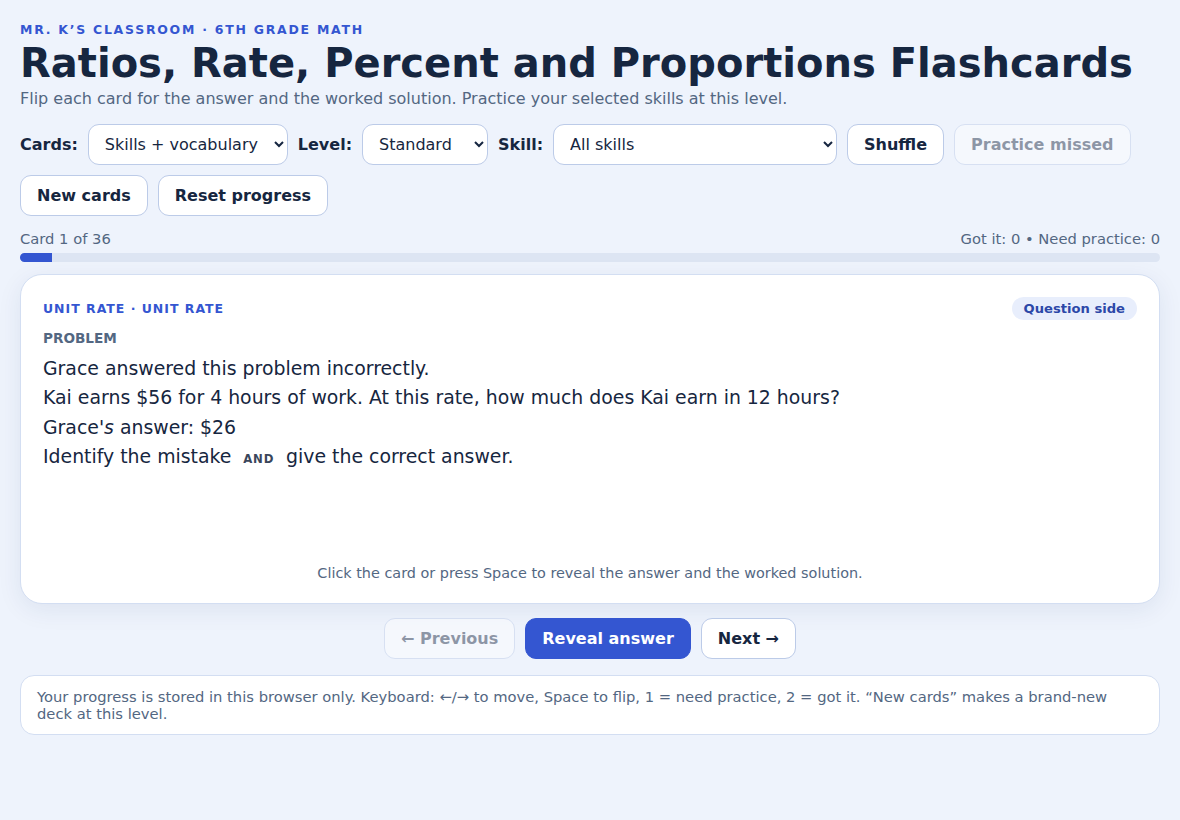 MR. K’S CLASSROOM · 6TH GRADE MATH
Ratios, Rate, Percent and Proportions Flashcards
Flip each card for the answer and the worked solution. Practice your selected skills at this level.
Cards: Skills + vocabulary Level: Standard Skill: All skills Shuffle Practice missed
New cards Reset progress
Card 1 of 36 Got it: 0 • Need practice: 0
UNIT RATE · UNIT RATE Question side
PROBLEM
Grace answered this problem incorrectly.
Kai earns $56 for 4 hours of work. At this rate, how much does Kai earn in 12 hours?
Grace's answer: $26
Identify the mistake AND give the correct answer.
Click the card or press Space to reveal the answer and the worked solution.
← Previous Reveal answer Next →
Your progress is stored in this browser only. Keyboard: ←/→ to move, Space to flip, 1 = need practice, 2 = got it. “New cards” makes a brand-new
deck at this level.